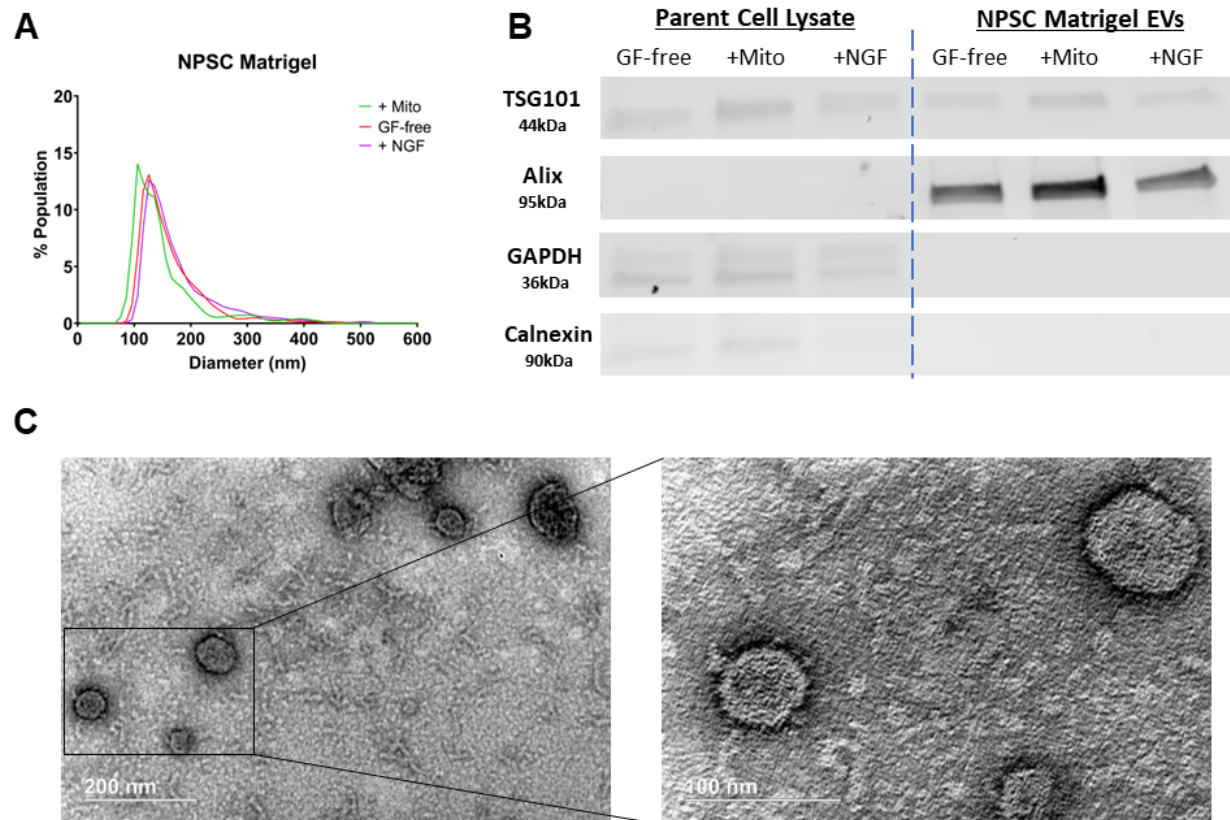 A
NPSC Matrigel
20
15
10
5
0
% Population
+ Mito
GF-free
+ NGF
0 100 200 300 400 500 600
Diameter (nm)
B
Parent Cell Lysate NPSC Matrigel EVs
GF-free +Mito +NGF GF-free +Mito +NGF
TSG101
44kDa
Alix
95kDa
GAPDH
36kDa
Calnexin
90kDa
C
200 nm
100 nm